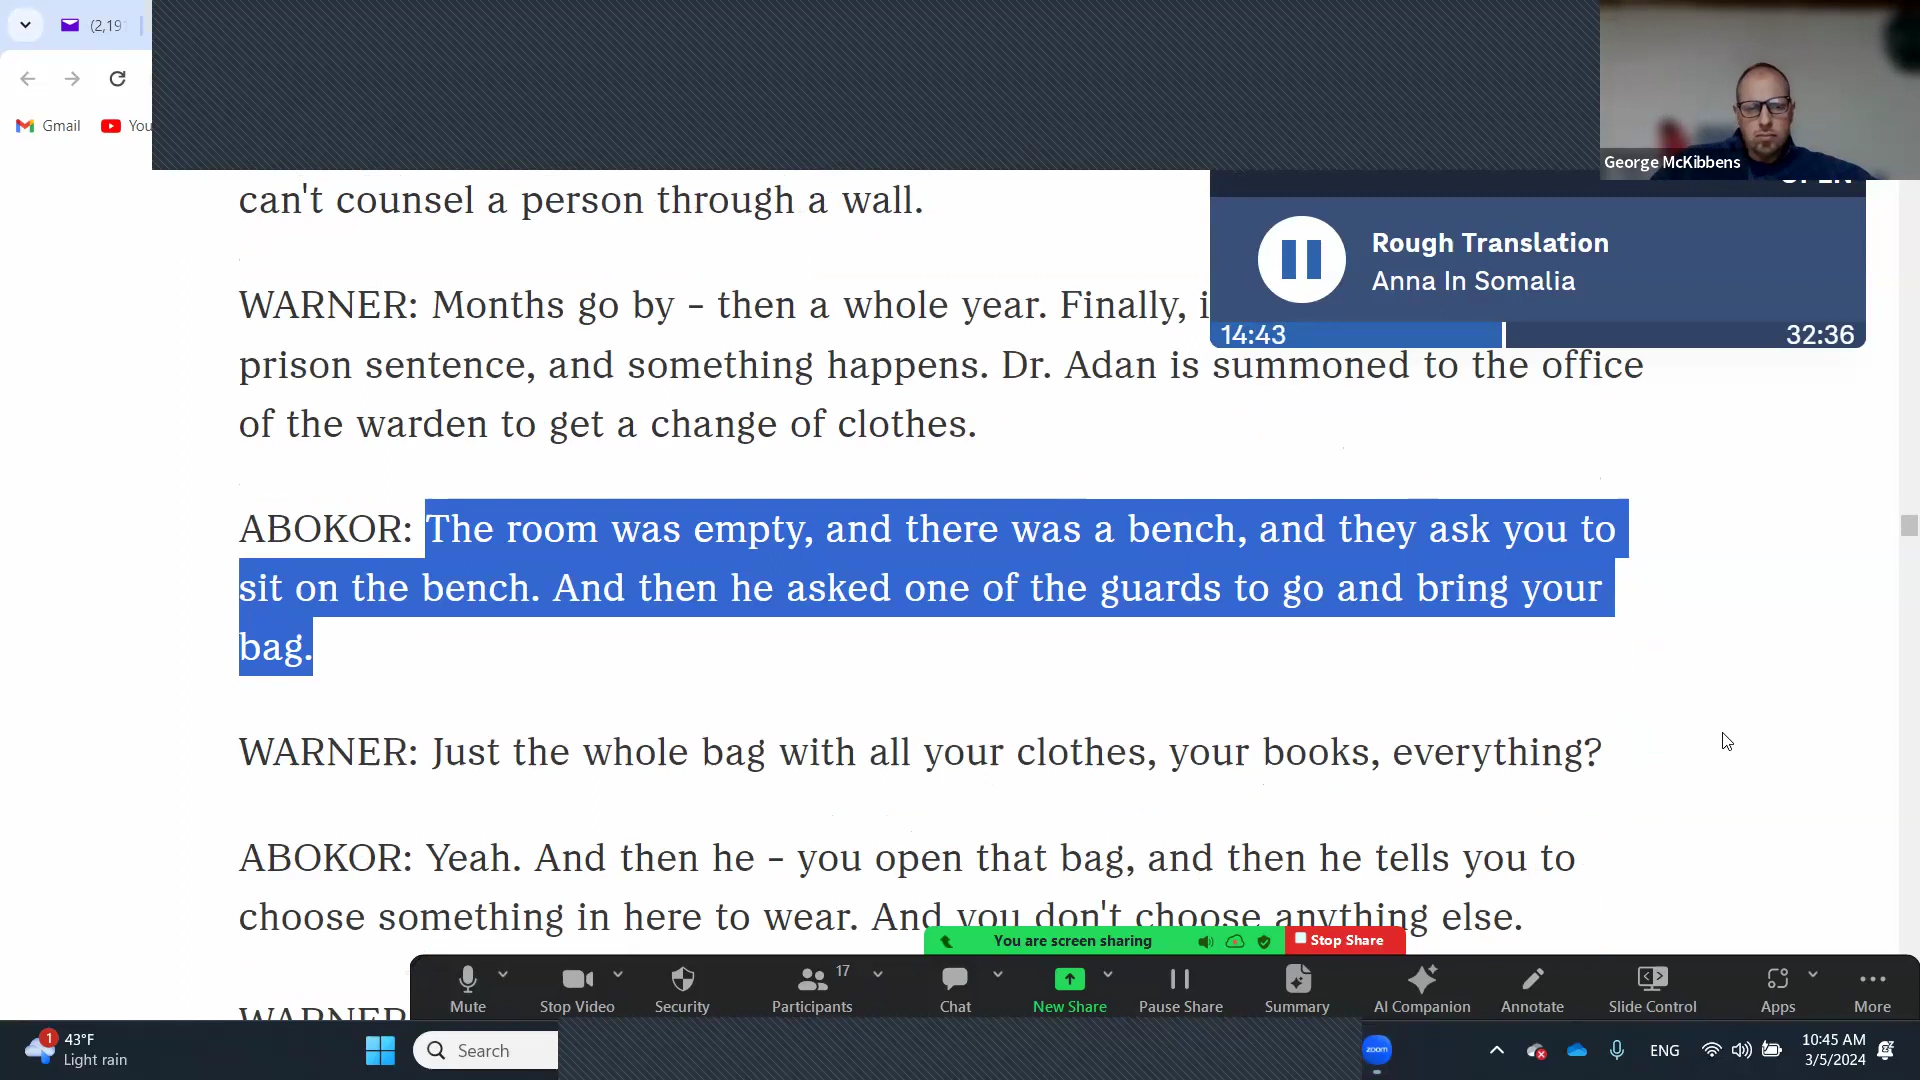 (2,19
Gmail
You
George McKibbens
can't counsel a person through a wall.
Rough Translation
Anna In Somalia
14:43
32:36
WARNER: Months go by - then a whole year. Finally, i
prison sentence, and something happens. Dr. Adan is summoned to the office
of the warden to get a change of clothes.
ABOKOR: The room was empty, and there was a bench, and they ask you to
sit on the bench. And then he asked one of the guards to go and bring your
bag.
WARNER: Just the whole bag with all your clothes, your books, everything?
ABOKOR: Yeah. And then he - you open that bag, and then he tells you to
choose something in here to wear. And you don't choose anything else.
You are screen sharing
Stop Share
WARNER
17
Mute
Stop Video
Security
Participants
Chat
New Share
Pause Share
Summary
AI Companion
Annotate
Slide Control
Apps
More
1
43°F
Light rain
Search
zoom
ENG
10:45 AM
3/5/2024